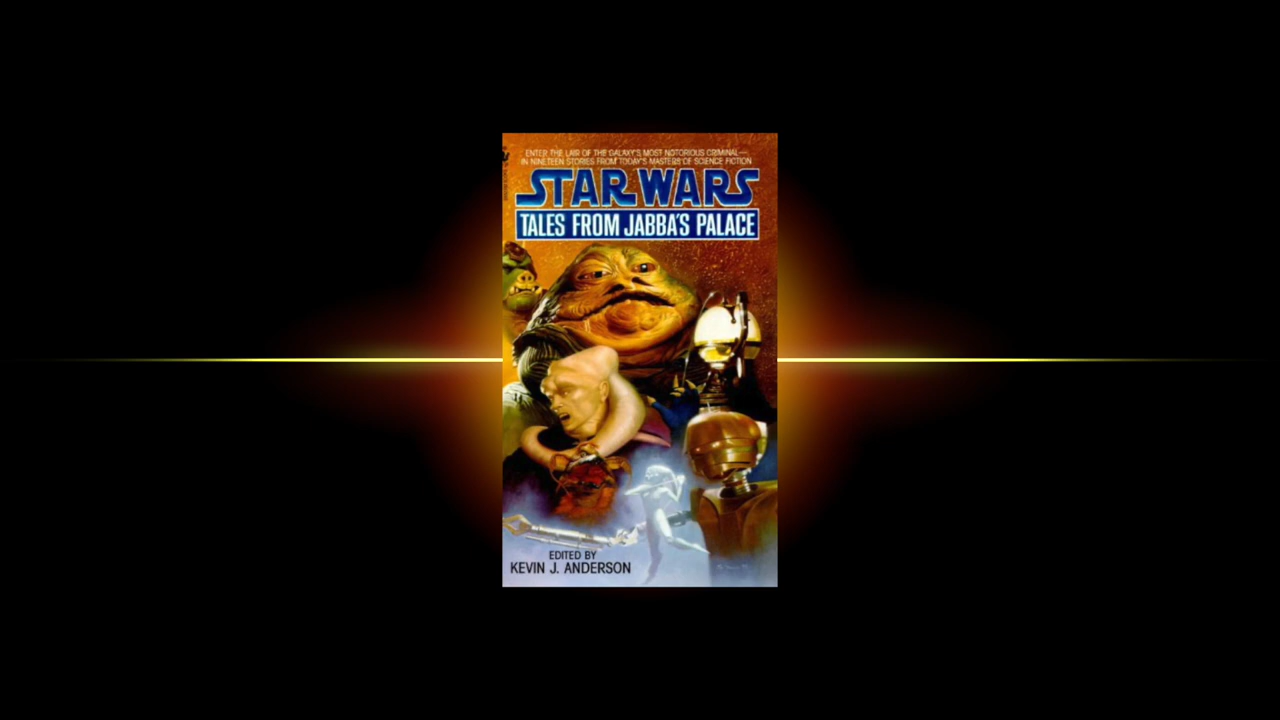 ENTER THE LAIR OF THE GALAXY'S MOST NOTORIOUS CRIMINAL—
IN NINETEEN STORIES FROM TODAY'S MASTERS OF SCIENCE FICTION
STAR WARS
TALES FROM JABBA'S PALACE
EDITED BY
KEVIN J. ANDERSON